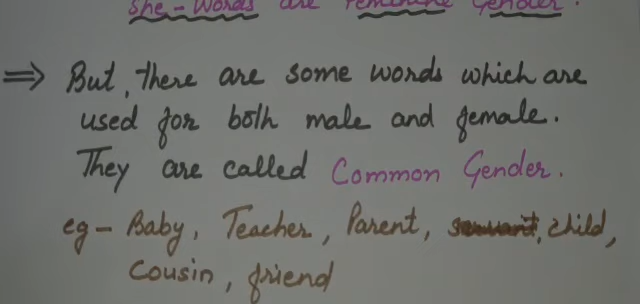 She-Words are Feminine Gender.
⇒ But, there are some words which are
used for both male and female.
They are called Common Gender.
eg- Baby, Teacher, Parent, servant, child,
Cousin, friend